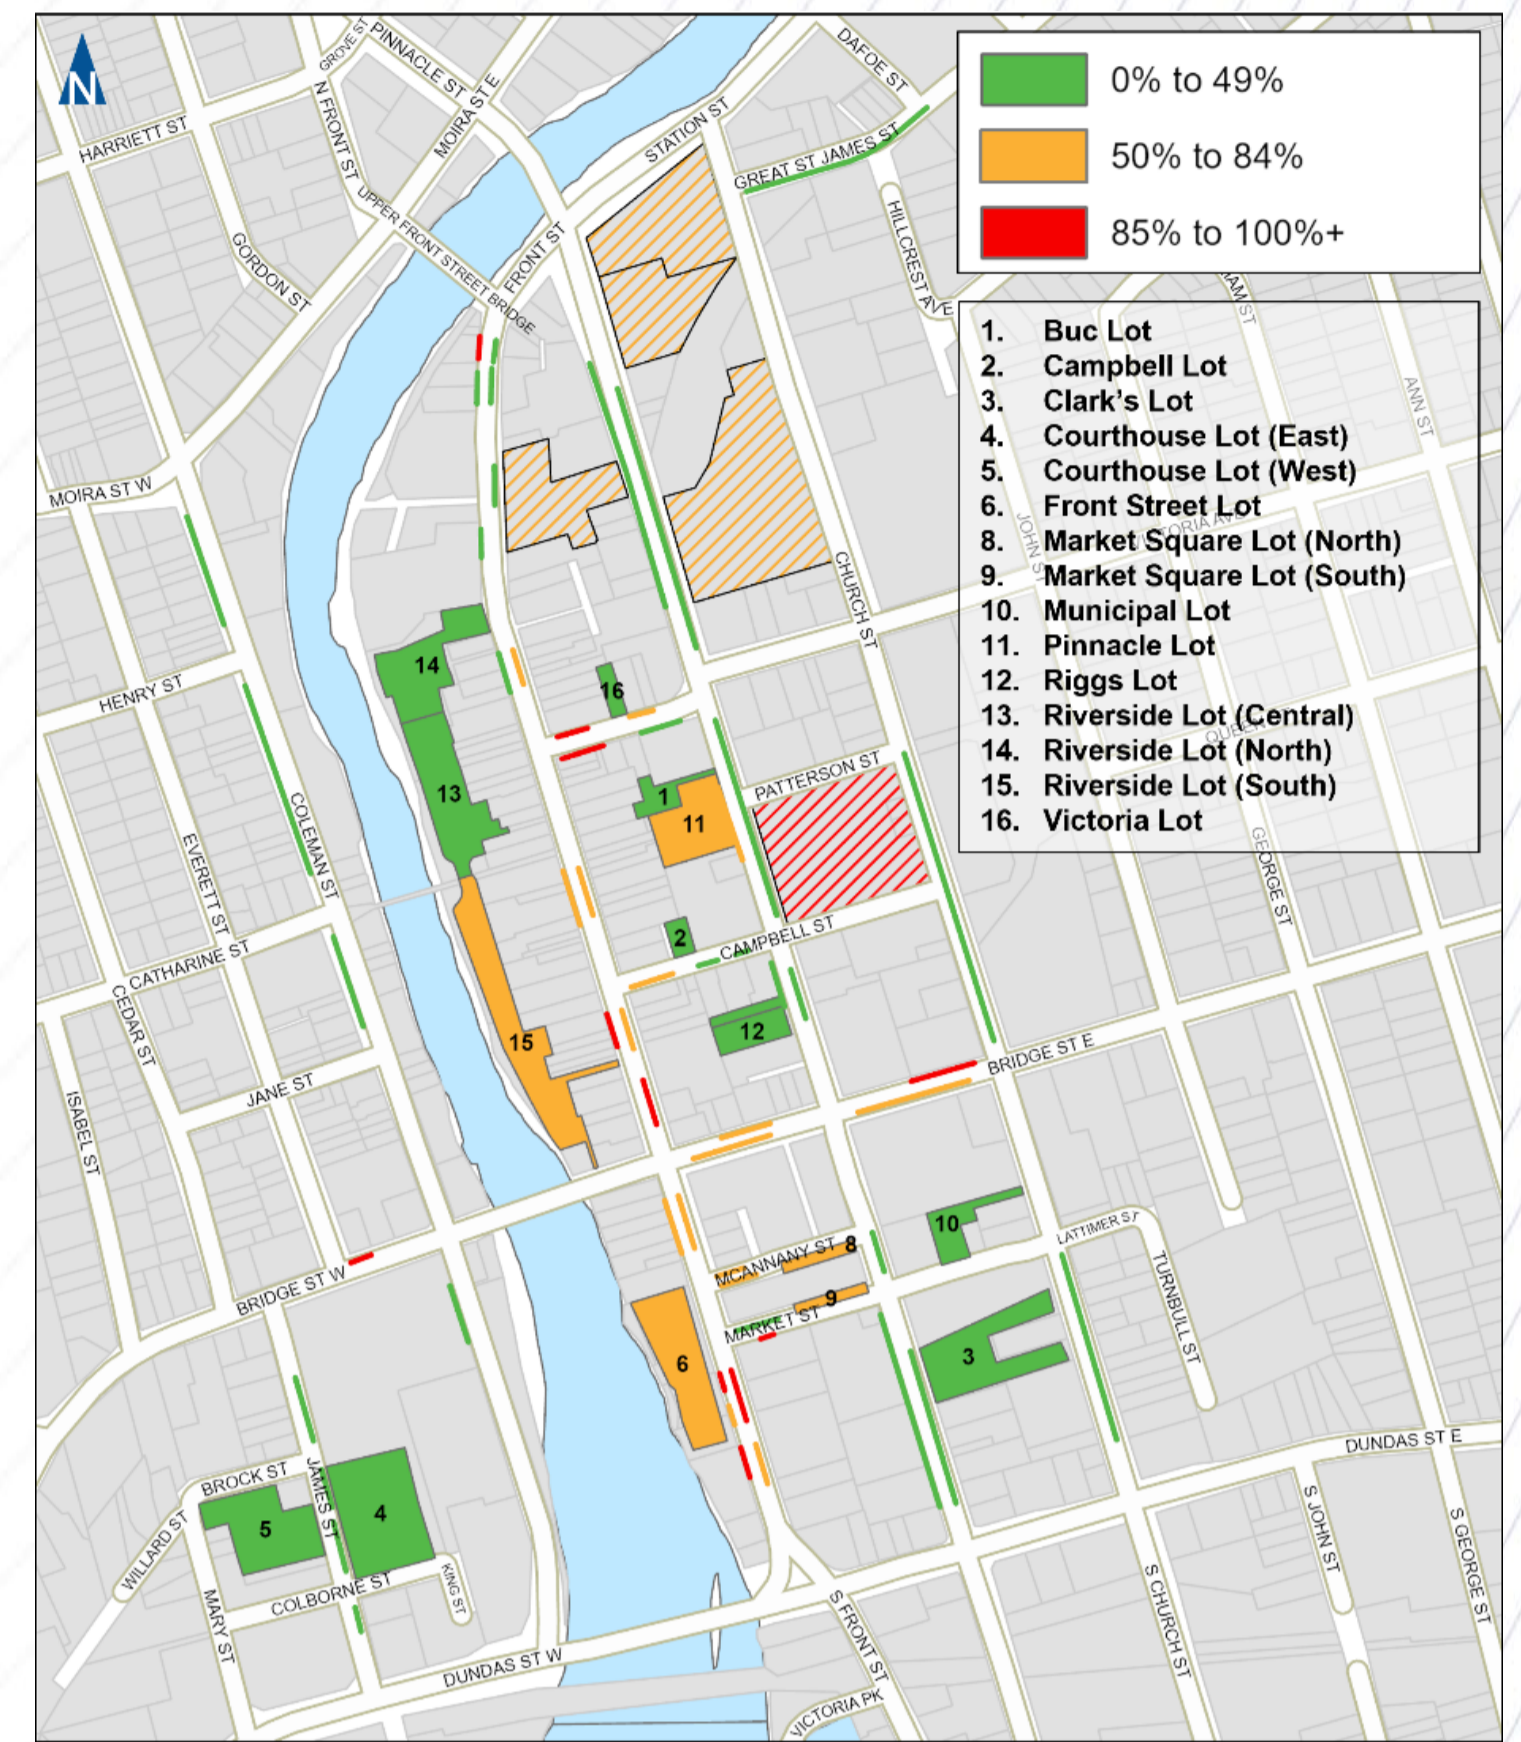 N
0% to 49%
50% to 84%
85% to 100%+
1. Buc Lot
2. Campbell Lot
3. Clark's Lot
4. Courthouse Lot (East)
5. Courthouse Lot (West)
6. Front Street Lot
8. Market Square Lot (North)
9. Market Square Lot (South)
10. Municipal Lot
11. Pinnacle Lot
12. Riggs Lot
13. Riverside Lot (Central)
14. Riverside Lot (North)
15. Riverside Lot (South)
16. Victoria Lot
GROVE ST
PINNACLE ST
MOIRA ST E
N FRONT ST
HARRIETT ST
DAFOE ST
STATION ST
GREAT ST JAMES ST
UPPER FRONT STREET BRIDGE
FRONT ST
GORDON ST
HILLCREST AVE
HAM ST
ANN ST
MOIRA ST W
JOHN ST
VICTORIA AVE
CHURCH ST
HENRY ST
14
16
QUEEN
PATTERSON ST
13
1
11
COLEMAN ST
EVERETT ST
GEORGE ST
2
CAMPBELL ST
CATHARINE ST
CEDAR ST
12
15
BRIDGE ST E
JANE ST
ISABEL ST
10
LATTIMER ST
8
MCANNANY ST
TURNBULL ST
BRIDGE ST W
9
MARKET ST
6
3
DUNDAS ST E
BROCK ST
JAMES ST
4
5
WILLARD ST
COLBORNE ST
KING ST
MARY ST
S JOHN ST
S GEORGE ST
S CHURCH ST
S FRONT ST
DUNDAS ST W
VICTORIA PK